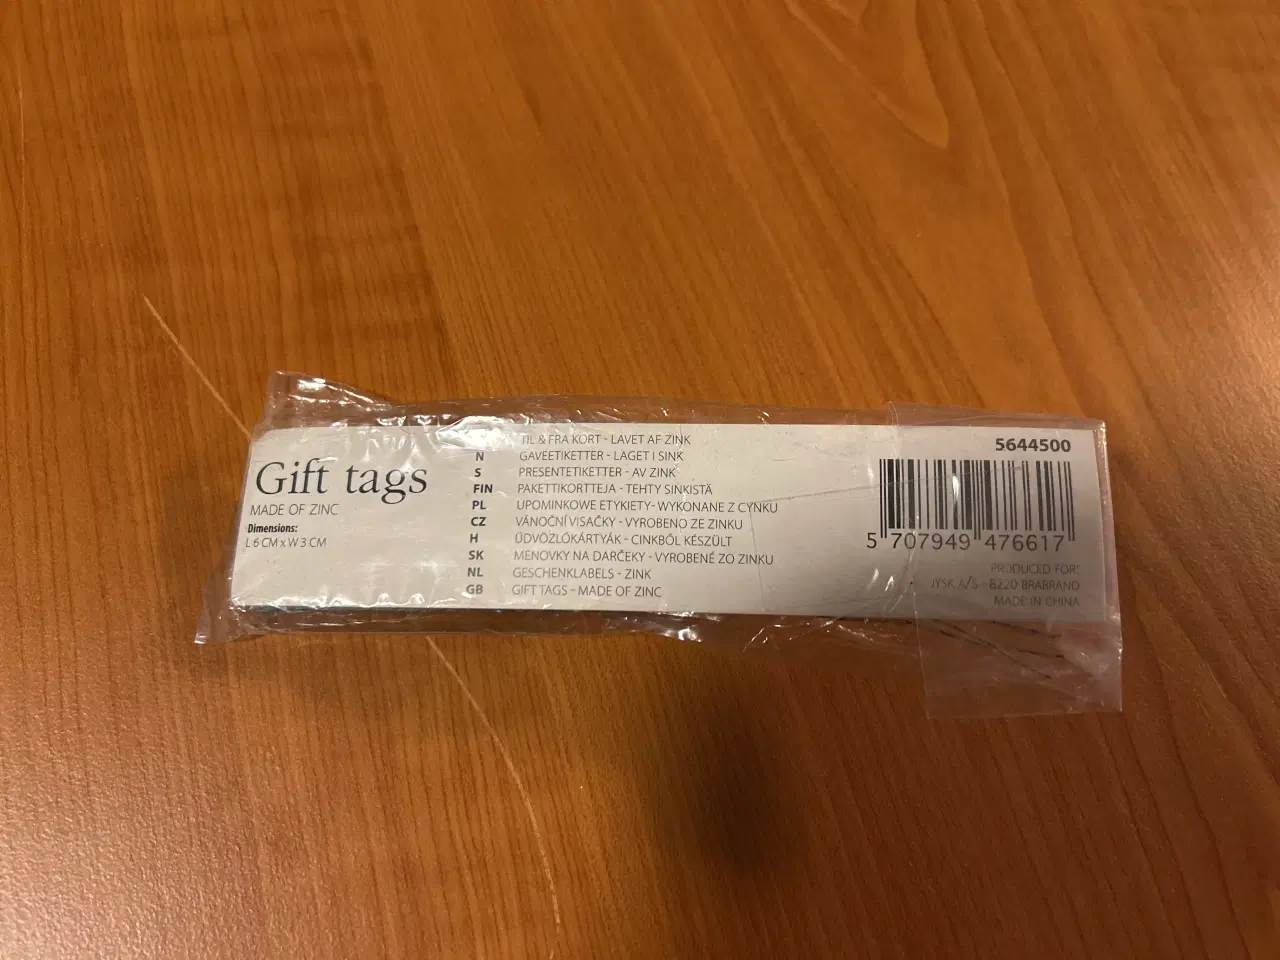 Gift tags
MADE OF ZINC
Dimensions:
L 6 CM x W 3 CM
TIL & FRA KORT - LAVET AF ZINK
N GAVEETIKETTER - LAGET I SINK
S PRESENTETIKETTER - AV ZINK
FIN PAKETTIKORTTEJA - TEHTY SINKISTÄ
PL UPOMINKOWE ETYKIETY - WYKONANE Z CYNKU
CZ VÁNOČNÍ VISAČKY - VYROBENO ZE ZINKU
H ÜDVÖZLŐKÁRTYÁK - CINKBŐL KÉSZÜLT
SK MENOVKY NA DARČEKY - VYROBENÉ ZO ZINKU
NL GESCHENKLABELS - ZINK
GB GIFT TAGS - MADE OF ZINC
5644500
5 707949 476617
PRODUCED FOR:
JYSK A/S - 8220 BRABRAND
MADE IN CHINA